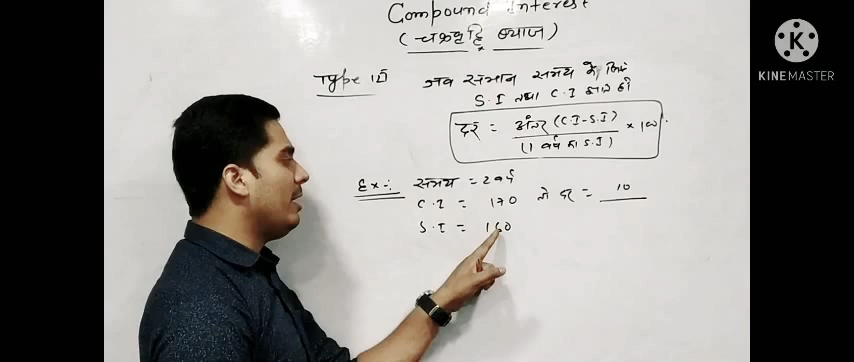 Compound Interest
(चक्रवृद्धि ब्याज)
Type IV जब समान समय के लिए
S.I तथा C.I ज्ञात हो
दर = अंतर (C.I-S.I) / (1 वर्ष का S.I) × 100.
Ex:- समय = 2 वर्ष
C.I = 170 तो दर = 10
S.I = 160
K
KINEMASTER